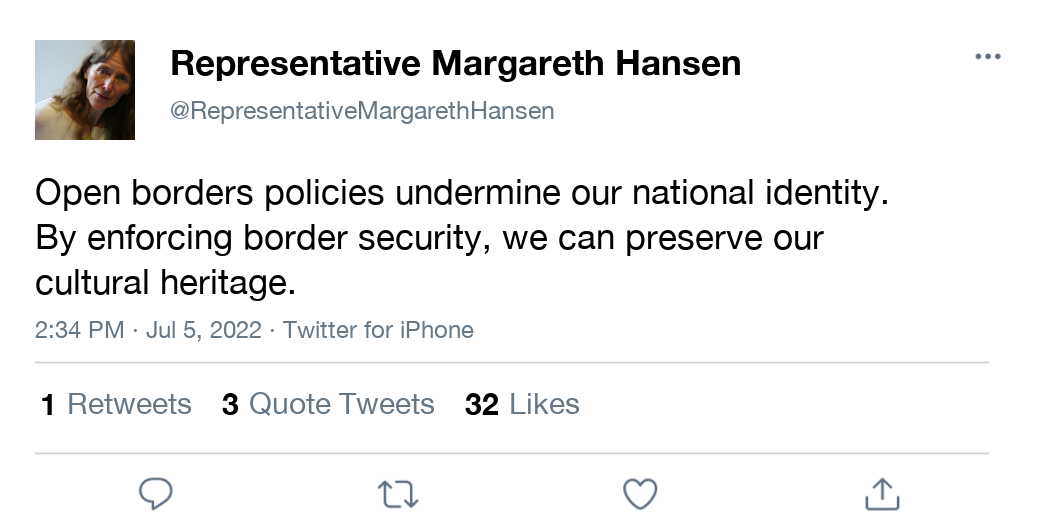 Representative Margareth Hansen
@RepresentativeMargarethHansen
Open borders policies undermine our national identity.
By enforcing border security, we can preserve our
cultural heritage.
2:34 PM · Jul 5, 2022 · Twitter for iPhone
1 Retweets 3 Quote Tweets 32 Likes